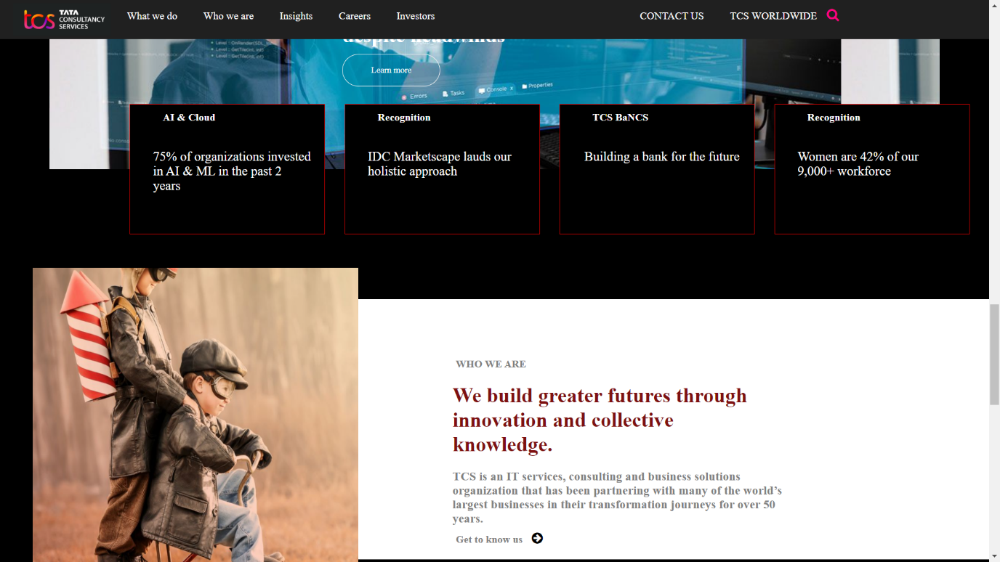 tcs TATA CONSULTANCY SERVICES
What we do
Who we are
Insights
Careers
Investors
CONTACT US
TCS WORLDWIDE
despite headwinds
Learn more
Errors
Tasks
Console x
Properties
AI & Cloud
75% of organizations invested
in AI & ML in the past 2
years
Recognition
IDC Marketscape lauds our
holistic approach
TCS BaNCS
Building a bank for the future
Recognition
Women are 42% of our
9,000+ workforce
WHO WE ARE
We build greater futures through
innovation and collective
knowledge.
TCS is an IT services, consulting and business solutions
organization that has been partnering with many of the world’s
largest businesses in their transformation journeys for over 50
years.
Get to know us